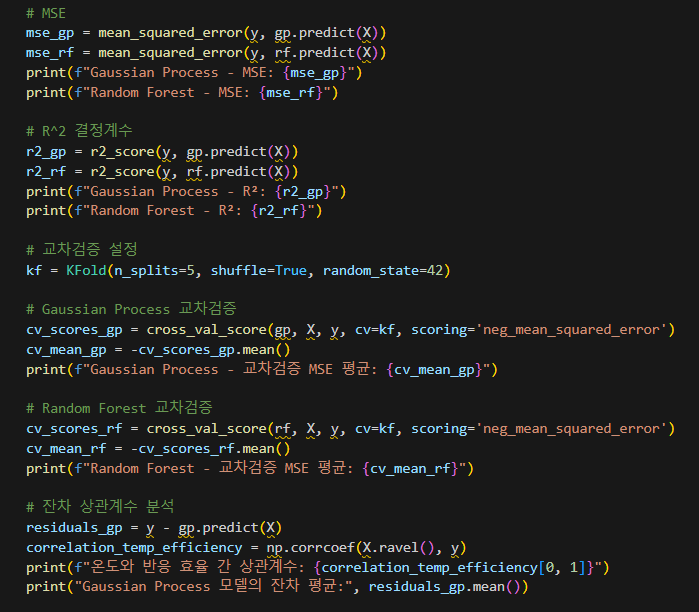 # MSE
mse_gp = mean_squared_error(y, gp.predict(X))
mse_rf = mean_squared_error(y, rf.predict(X))
print(f"Gaussian Process - MSE: {mse_gp}")
print(f"Random Forest - MSE: {mse_rf}")
# R^2 결정계수
r2_gp = r2_score(y, gp.predict(X))
r2_rf = r2_score(y, rf.predict(X))
print(f"Gaussian Process - R²: {r2_gp}")
print(f"Random Forest - R²: {r2_rf}")
# 교차검증 설정
kf = KFold(n_splits=5, shuffle=True, random_state=42)
# Gaussian Process 교차검증
cv_scores_gp = cross_val_score(gp, X, y, cv=kf, scoring='neg_mean_squared_error')
cv_mean_gp = -cv_scores_gp.mean()
print(f"Gaussian Process - 교차검증 MSE 평균: {cv_mean_gp}")
# Random Forest 교차검증
cv_scores_rf = cross_val_score(rf, X, y, cv=kf, scoring='neg_mean_squared_error')
cv_mean_rf = -cv_scores_rf.mean()
print(f"Random Forest - 교차검증 MSE 평균: {cv_mean_rf}")
# 잔차 상관계수 분석
residuals_gp = y - gp.predict(X)
correlation_temp_efficiency = np.corrcoef(X.ravel(), y)
print(f"온도와 반응 효율 간 상관계수: {correlation_temp_efficiency[0, 1]}")
print("Gaussian Process 모델의 잔차 평균:", residuals_gp.mean())